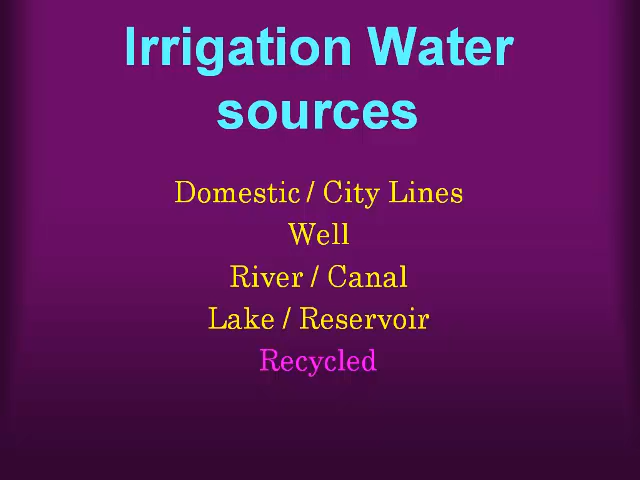 Irrigation Water
sources
Domestic / City Lines
Well
River / Canal
Lake / Reservoir
Recycled